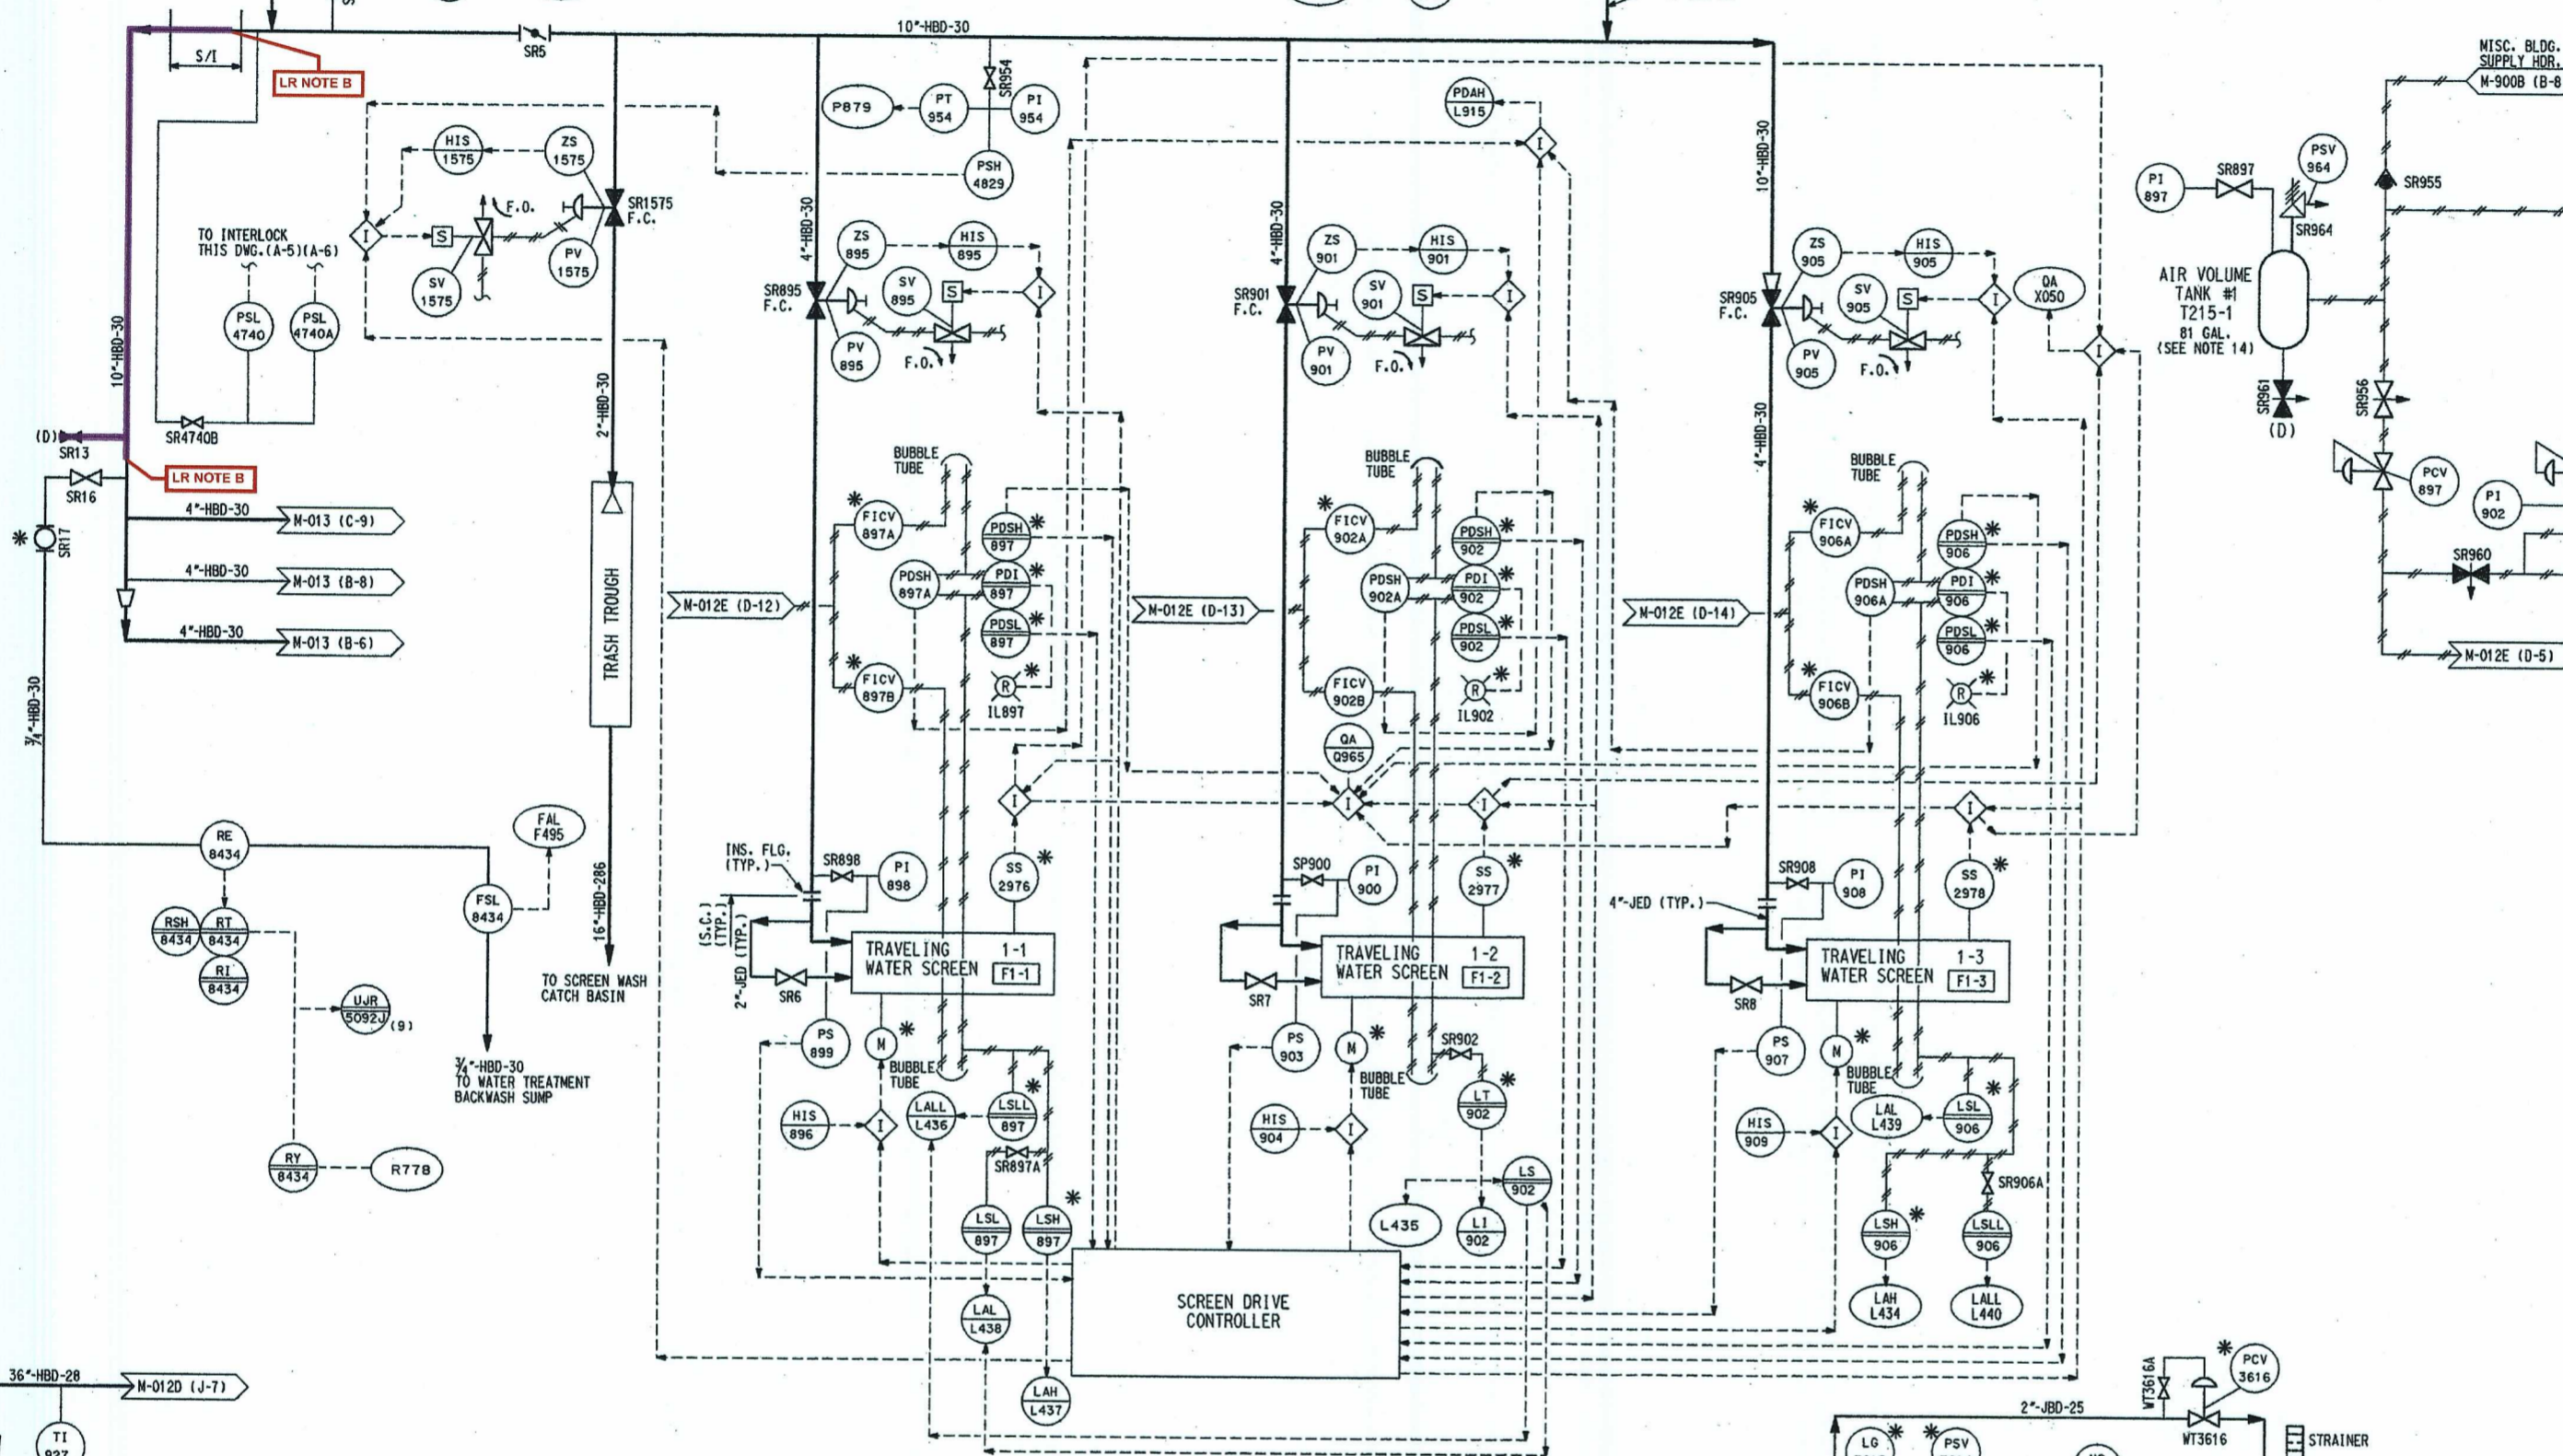 10"-HBD-30
S/I
LR NOTE B
SR5
SR954
P879
PT
954
PI
954
PSH
4829
PDAH
L915
I
MISC. BLDG.
SUPPLY HDR.
M-900B (B-8
HIS
1575
ZS
1575
SR1575
F.C.
F.O.
I
S
SV
1575
PV
1575
TO INTERLOCK
THIS DWG.(A-5)(A-6)
PSL
4740
PSL
4740A
SR4740B
10"-HBD-30
2"-HBD-30
4"-HBD-30
SR895
F.C.
ZS
895
HIS
895
SV
895
S
I
PV
895
F.O.
4"-HBD-30
SR901
F.C.
ZS
901
HIS
901
SV
901
S
I
PV
901
F.O.
10"-HBD-30
SR905
F.C.
ZS
905
HIS
905
SV
905
S
I
PV
905
F.O.
4"-HBD-30
QA
X050
I
PI
897
SR897
PSV
964
SR964
SR955
AIR VOLUME
TANK #1
T215-1
81 GAL.
(SEE NOTE 14)
SR961
(D)
SR956
PCV
897
PI
902
SR960
M-012E (D-5)
(D)
SR13
LR NOTE B
SR16
SR17
*
4"-HBD-30
M-013 (C-9)
4"-HBD-30
M-013 (B-8)
4"-HBD-30
M-013 (B-6)
3/4"-HBD-30
TRASH TROUGH
M-012E (D-12)
BUBBLE
TUBE
FICV
897A
*
PDSH
897
*
PDSH
897A
PDI
897
*
PDSL
897
*
FICV
897B
*
R
*
IL897
M-012E (D-13)
BUBBLE
TUBE
FICV
902A
*
PDSH
902
*
PDSH
902A
PDI
902
*
PDSL
902
*
FICV
902B
R
*
IL902
M-012E (D-14)
BUBBLE
TUBE
FICV
906A
*
PDSH
906
*
PDSH
906A
PDI
906
*
PDSL
906
*
FICV
906B
*
R
*
IL906
QA
Q965
I
I
I
I
RE
8434
FAL
F495
FSL
8434
RSH
8434
RT
8434
RI
8434
UJR
5092J
(9)
RY
8434
R778
3/4"-HBD-30
TO WATER TREATMENT
BACKWASH SUMP
16"-HBD-286
TO SCREEN WASH
CATCH BASIN
INS. FLG.
(TYP.)
SR898
PI
898
SS
2976
*
(S.C.)
(TYP.)
2"-JED (TYP.)
SR6
TRAVELING
WATER SCREEN
1-1
F1-1
SP900
PI
900
SS
2977
*
SR7
TRAVELING
WATER SCREEN
1-2
F1-2
4"-JED (TYP.)
SR908
PI
908
SS
2978
*
SR8
TRAVELING
WATER SCREEN
1-3
F1-3
PS
899
M
*
BUBBLE
TUBE
HIS
896
I
LALL
L436
LSLL
897
*
SR897A
LSL
897
LSH
897
*
LAL
L438
LAH
L437
PS
903
M
*
BUBBLE
TUBE
SR902
LT
902
*
HIS
904
I
LS
902
L435
LI
902
PS
907
M
*
BUBBLE
TUBE
HIS
909
I
LAL
L439
LSL
906
*
SR906A
LSH
906
*
LSLL
906
LAH
L434
LALL
L440
SCREEN DRIVE
CONTROLLER
36"-HBD-28
M-012D (J-7)
TI
927
2"-JBD-25
WT3616A
*
PCV
3616
WT3616
LG
*
PSV
*
STRAINER